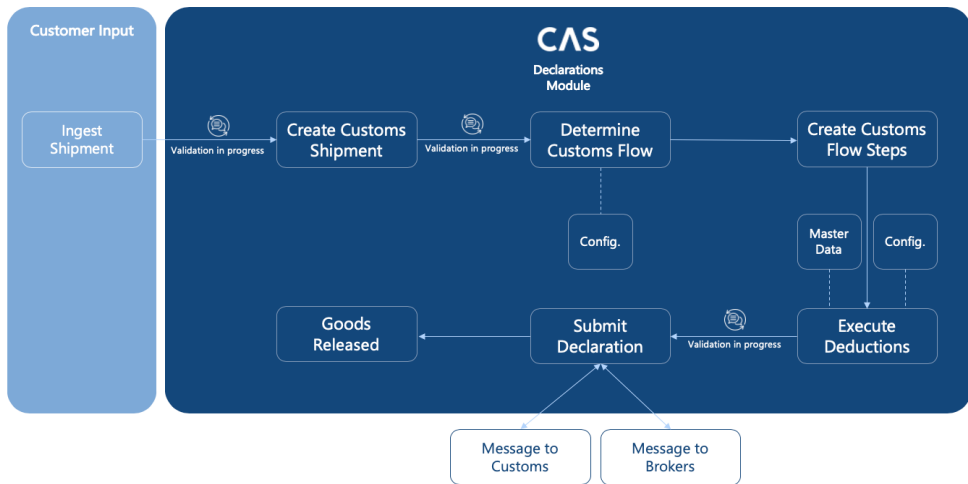 Customer Input
CAS
Declarations
Module
Ingest
Shipment
Validation in progress
Create Customs
Shipment
Validation in progress
Determine
Customs Flow
Create Customs
Flow Steps
Config.
Master
Data
Config.
Goods
Released
Submit
Declaration
Validation in progress
Execute
Deductions
Message to
Customs
Message to
Brokers